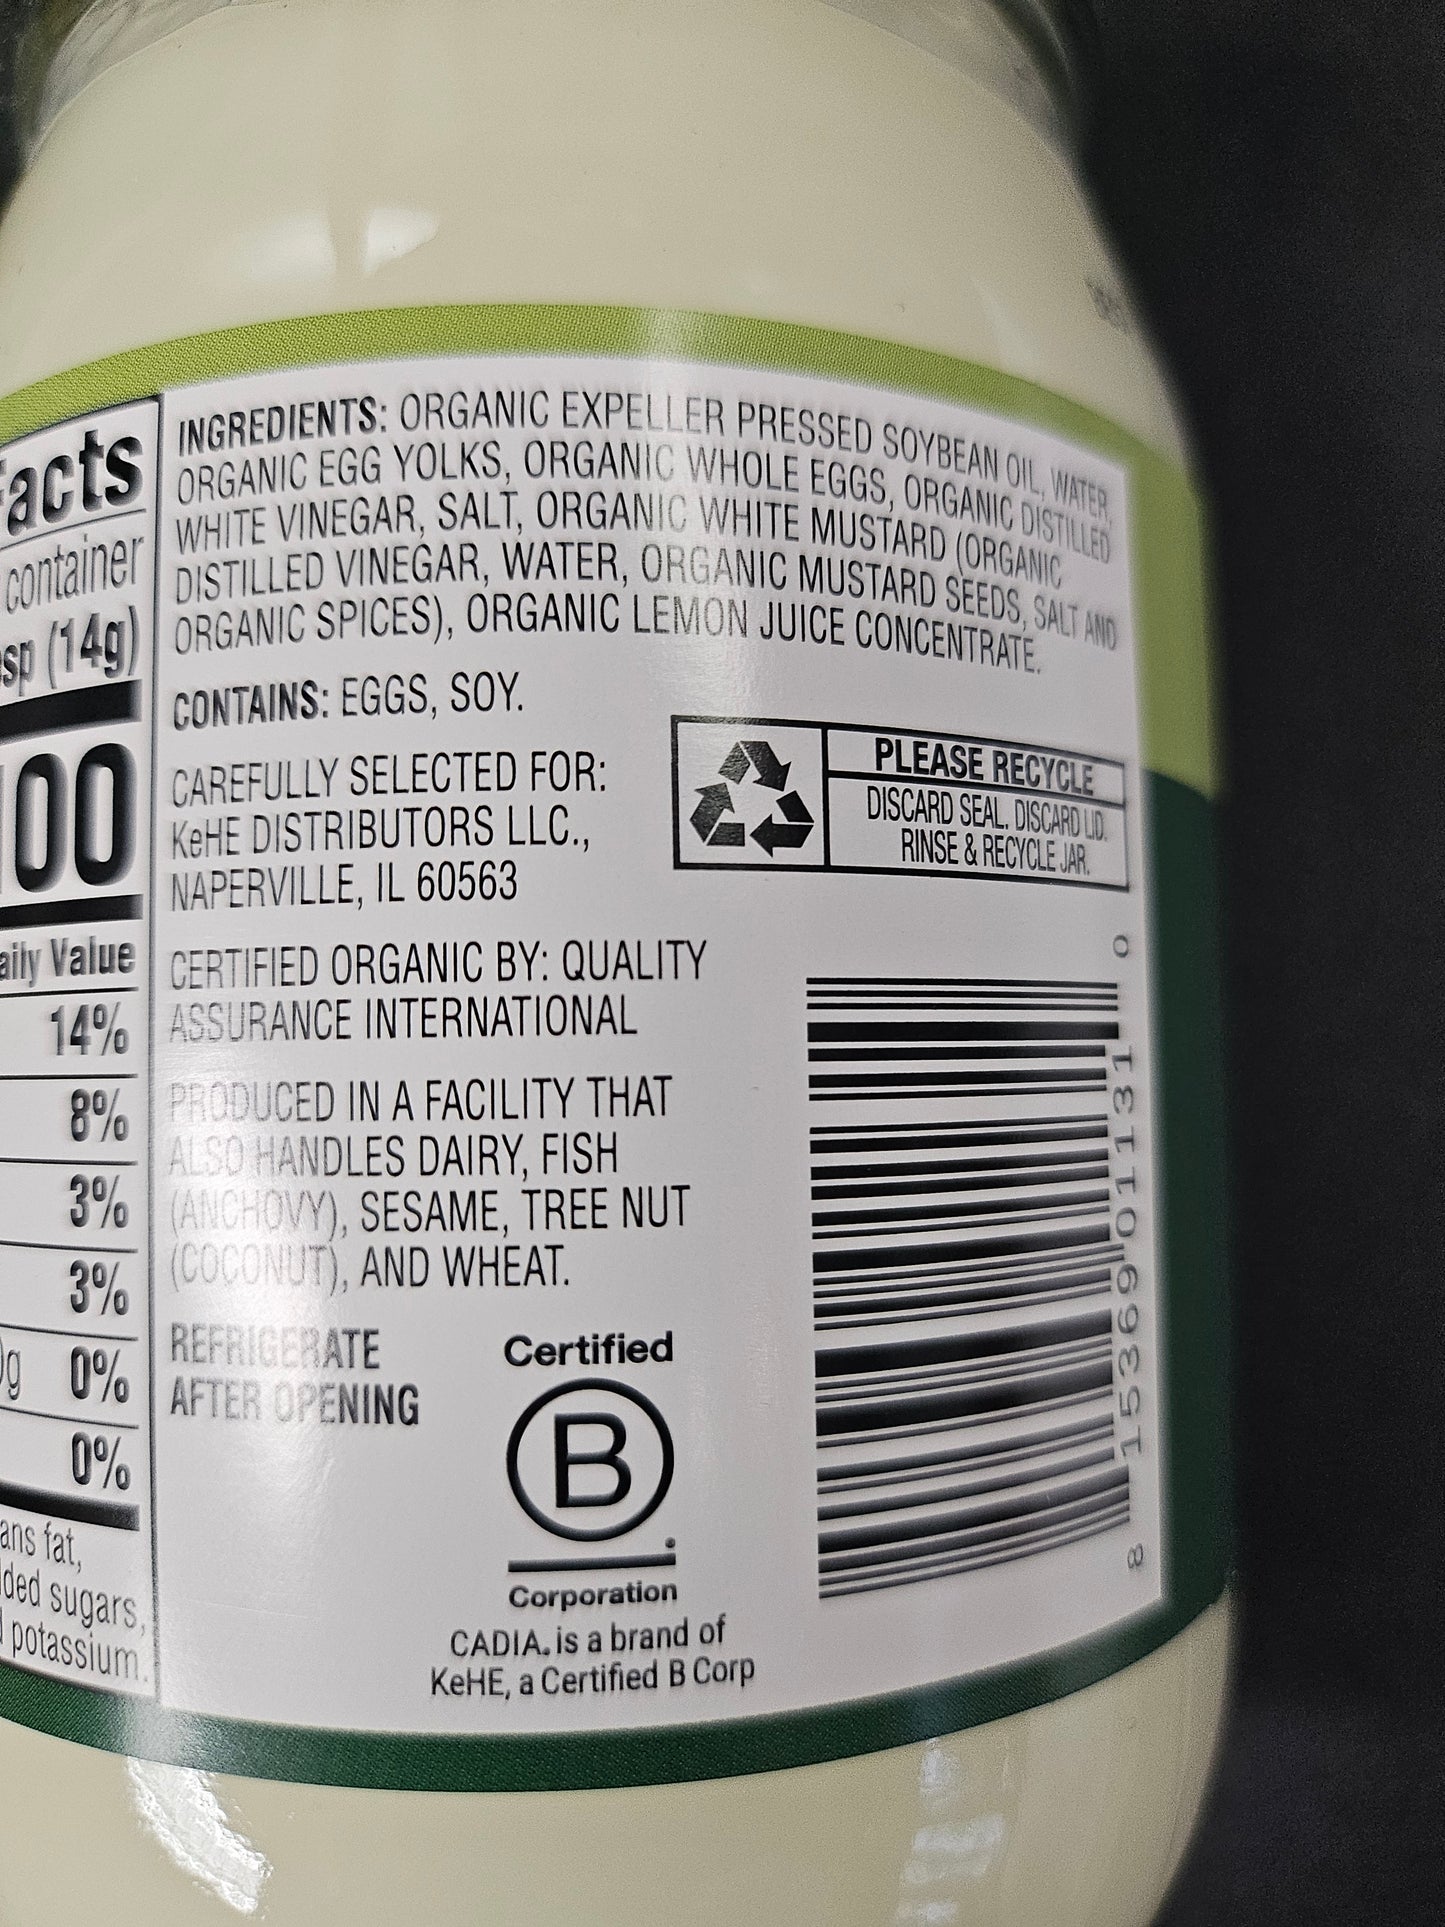 Facts
container
(14g)
00
Daily Value
14%
8%
3%
3%
0g 0%
0%
fat,
sugars,
potassium.
INGREDIENTS: ORGANIC EXPELLER PRESSED SOYBEAN OIL, WATER,
ORGANIC EGG YOLKS, ORGANIC WHOLE EGGS, ORGANIC DISTILLED
WHITE VINEGAR, SALT, ORGANIC WHITE MUSTARD (ORGANIC
DISTILLED VINEGAR, WATER, ORGANIC MUSTARD SEEDS, SALT AND
ORGANIC SPICES), ORGANIC LEMON JUICE CONCENTRATE.
CONTAINS: EGGS, SOY.
CAREFULLY SELECTED FOR:
KeHE DISTRIBUTORS LLC.,
NAPERVILLE, IL 60563
PLEASE RECYCLE
DISCARD SEAL. DISCARD LID.
RINSE & RECYCLE JAR.
CERTIFIED ORGANIC BY: QUALITY
ASSURANCE INTERNATIONAL
PRODUCED IN A FACILITY THAT
ALSO HANDLES DAIRY, FISH
(ANCHOVY), SESAME, TREE NUT
(COCONUT), AND WHEAT.
REFRIGERATE
AFTER OPENING
Certified
B
Corporation
CADIA. is a brand of
KeHE, a Certified B Corp
8 15369 01131 0